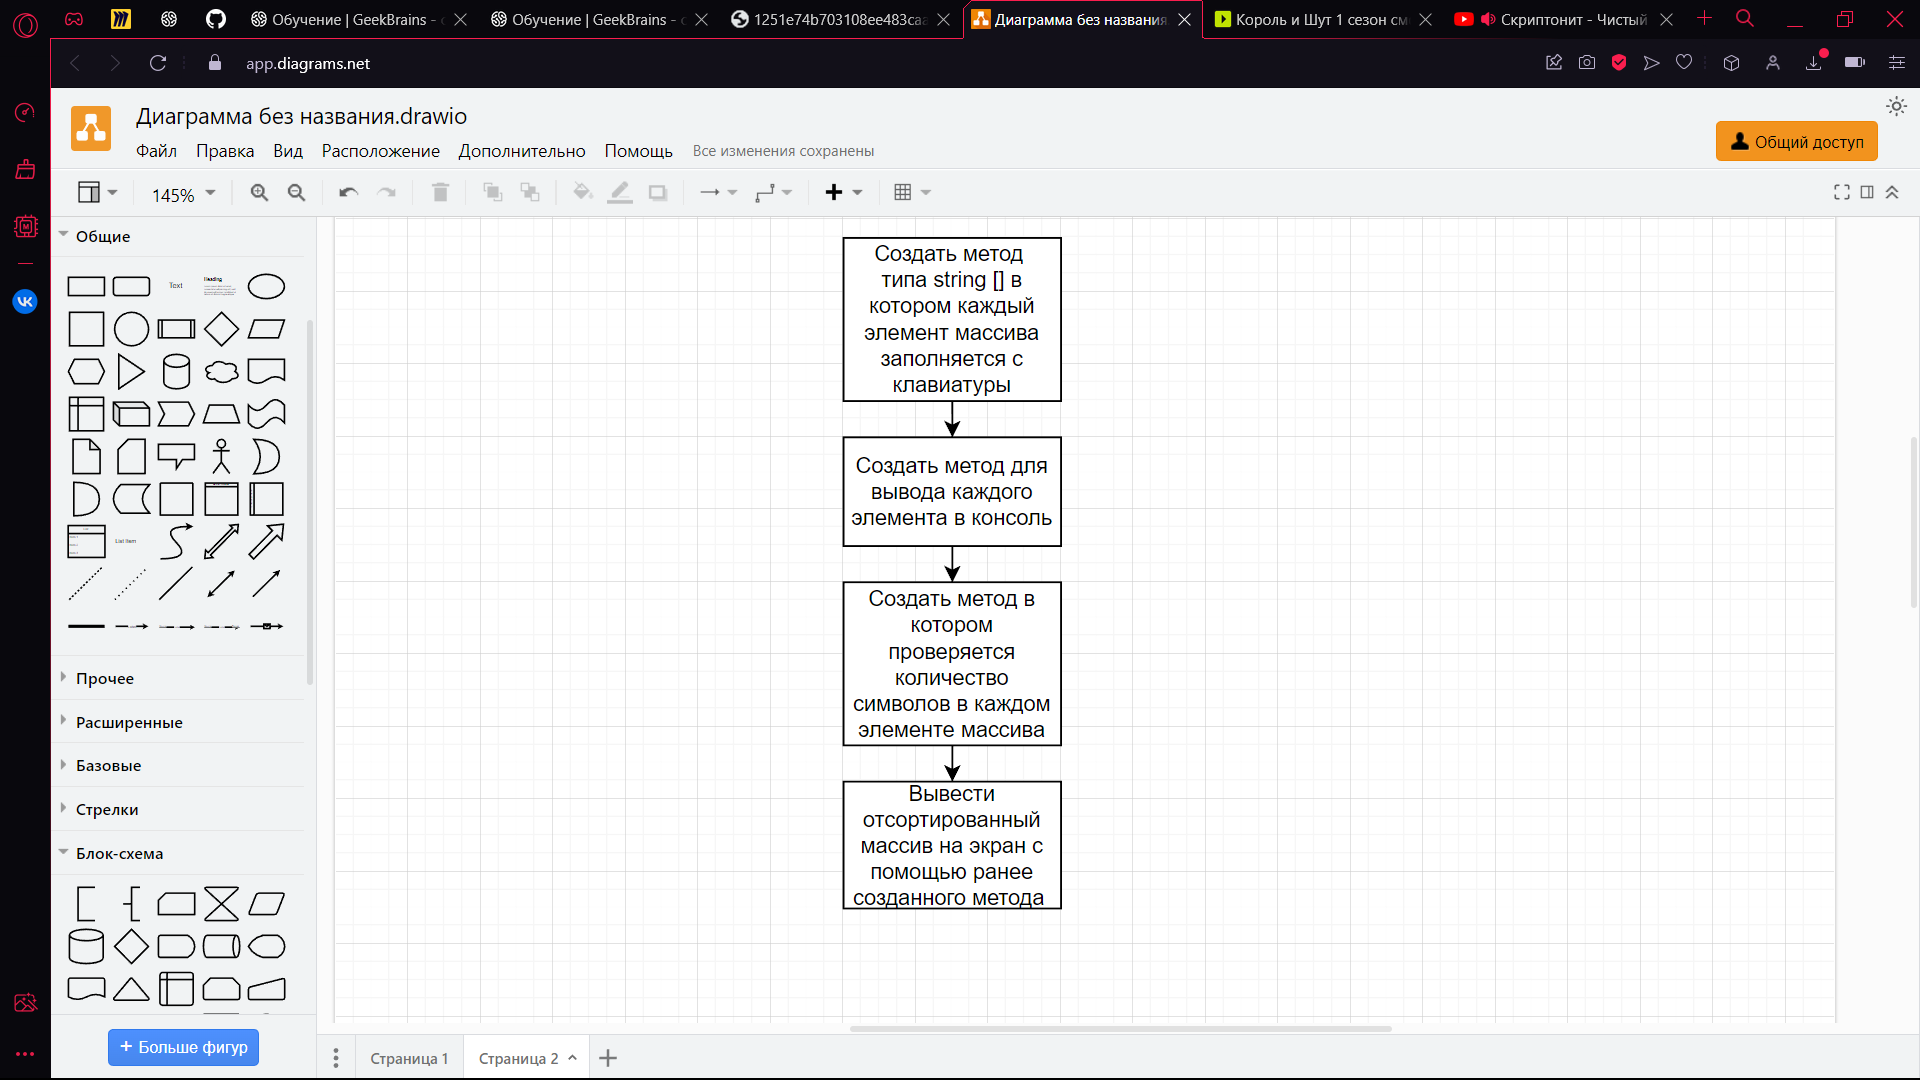 Обучение | GeekBrains -
Обучение | GeekBrains -
1251e74b703108ee483caa
Диаграмма без названия.
Король и Шут 1 сезон см
Скриптонит - Чистый
app.diagrams.net
Диаграмма без названия.drawio
Файл Правка Вид Расположение Дополнительно Помощь Все изменения сохранены
Общий доступ
145%
Общие
Text
Heading
List Item
Прочее
Расширенные
Базовые
Стрелки
Блок-схема
Больше фигур
Создать метод
типа string [] в
котором каждый
элемент массива
заполняется с
клавиатуры
Создать метод для
вывода каждого
элемента в консоль
Создать метод в
котором
проверяется
количество
символов в каждом
элементе массива
Вывести
отсортированный
массив на экран с
помощью ранее
созданного метода
Страница 1
Страница 2